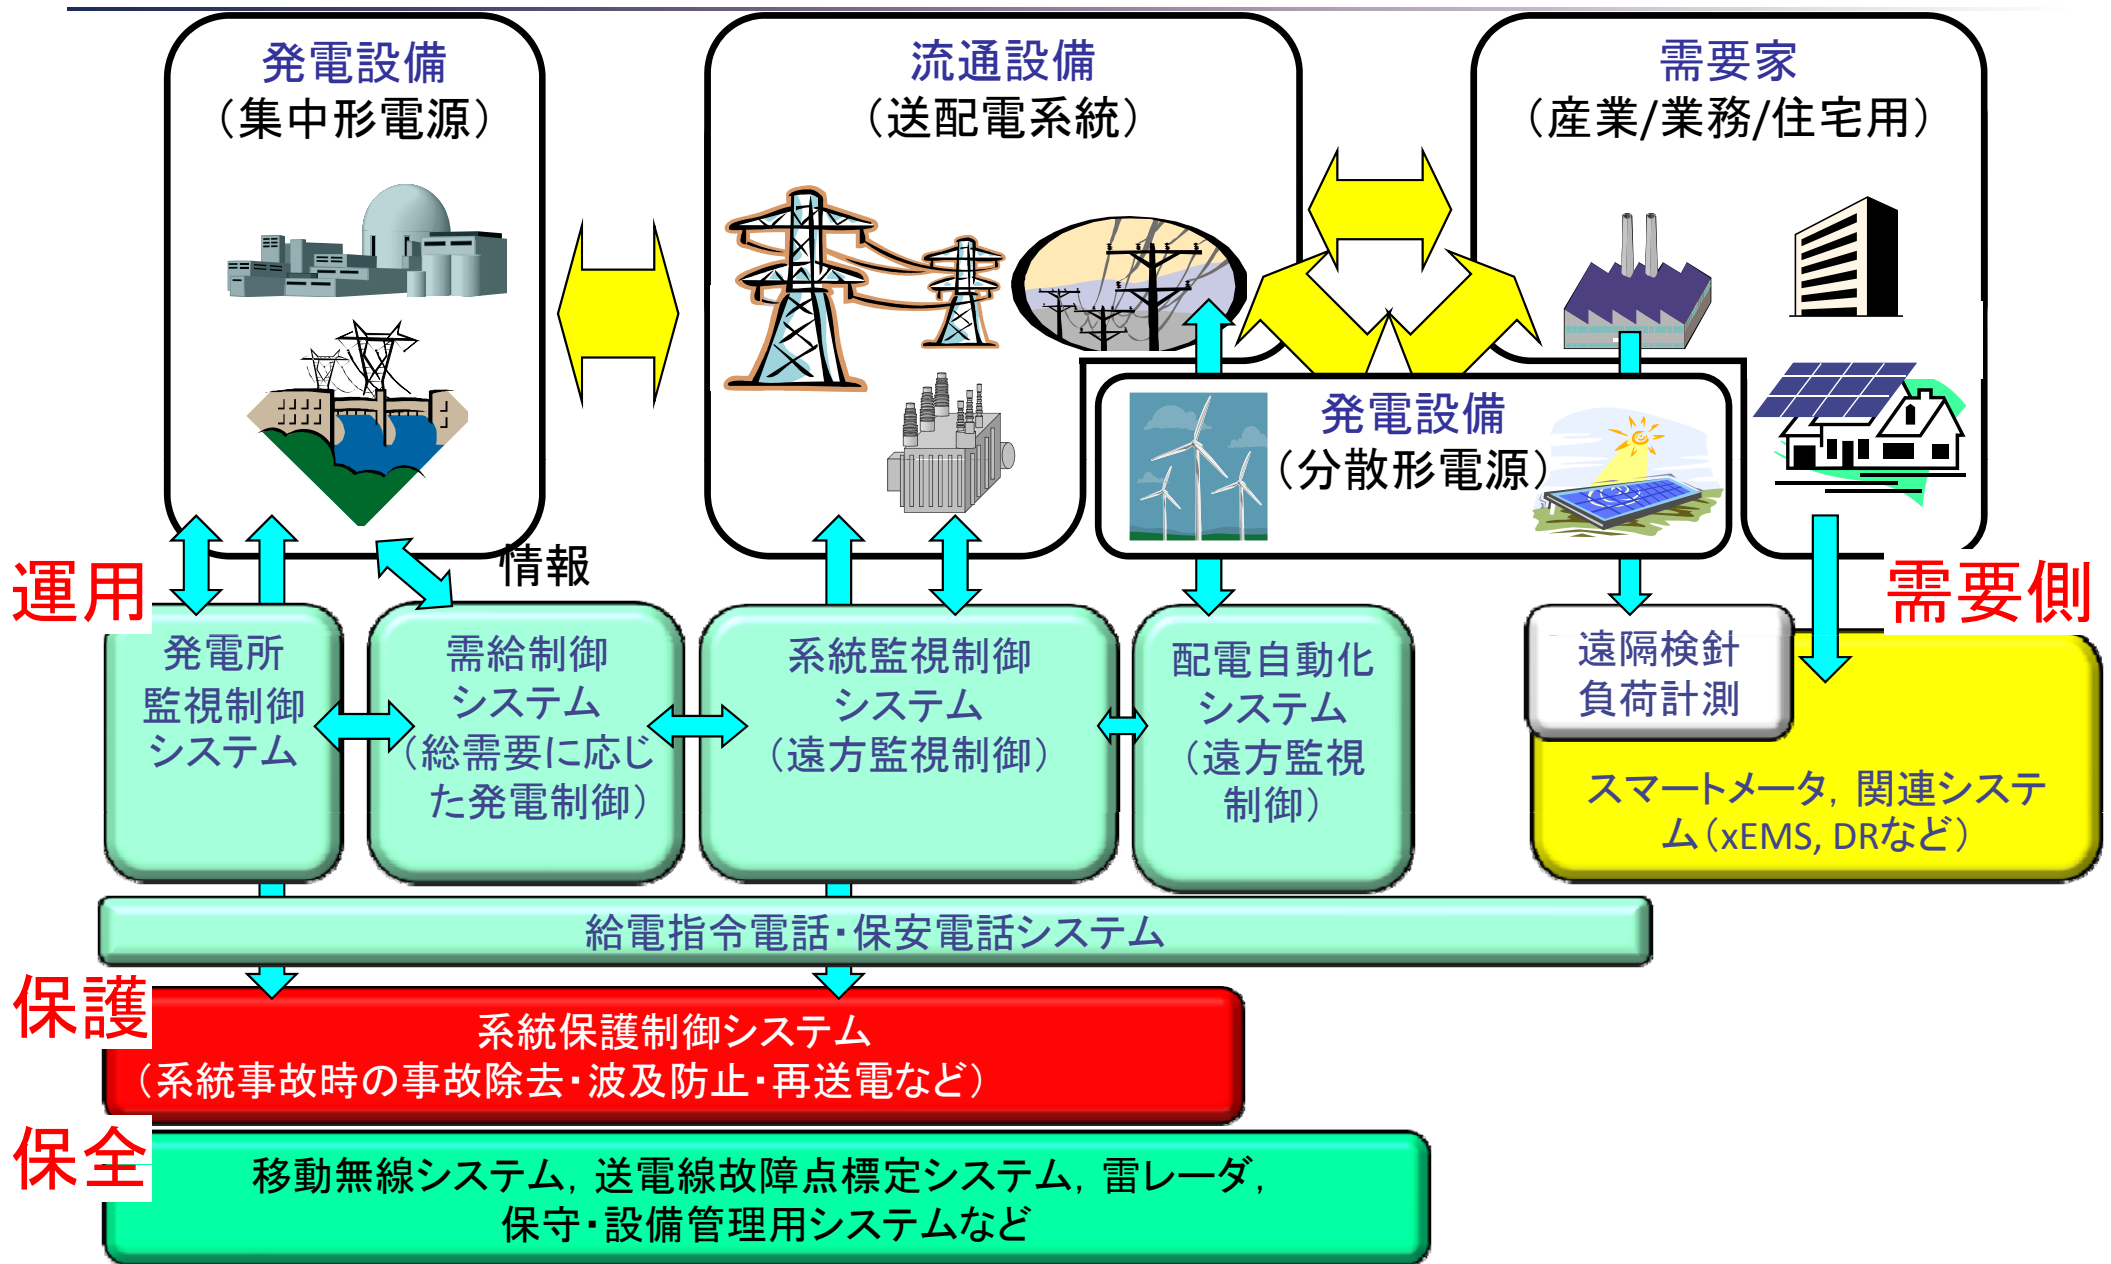 発電設備
（集中形電源）
流通設備
（送配電系統）
需要家
（産業/業務/住宅用）
発電設備
（分散形電源）
情報
運用
需要側
発電所
監視制御
システム
需給制御
システム
（総需要に応じ
た発電制御）
系統監視制御
システム
（遠方監視制御）
配電自動化
システム
（遠方監視
制御）
遠隔検針
負荷計測
スマートメータ，関連システ
ム（xEMS, DRなど）
給電指令電話・保安電話システム
保護
系統保護制御システム
（系統事故時の事故除去・波及防止・再送電など）
保全
移動無線システム，送電線故障点標定システム，雷レーダ，
保守・設備管理用システムなど